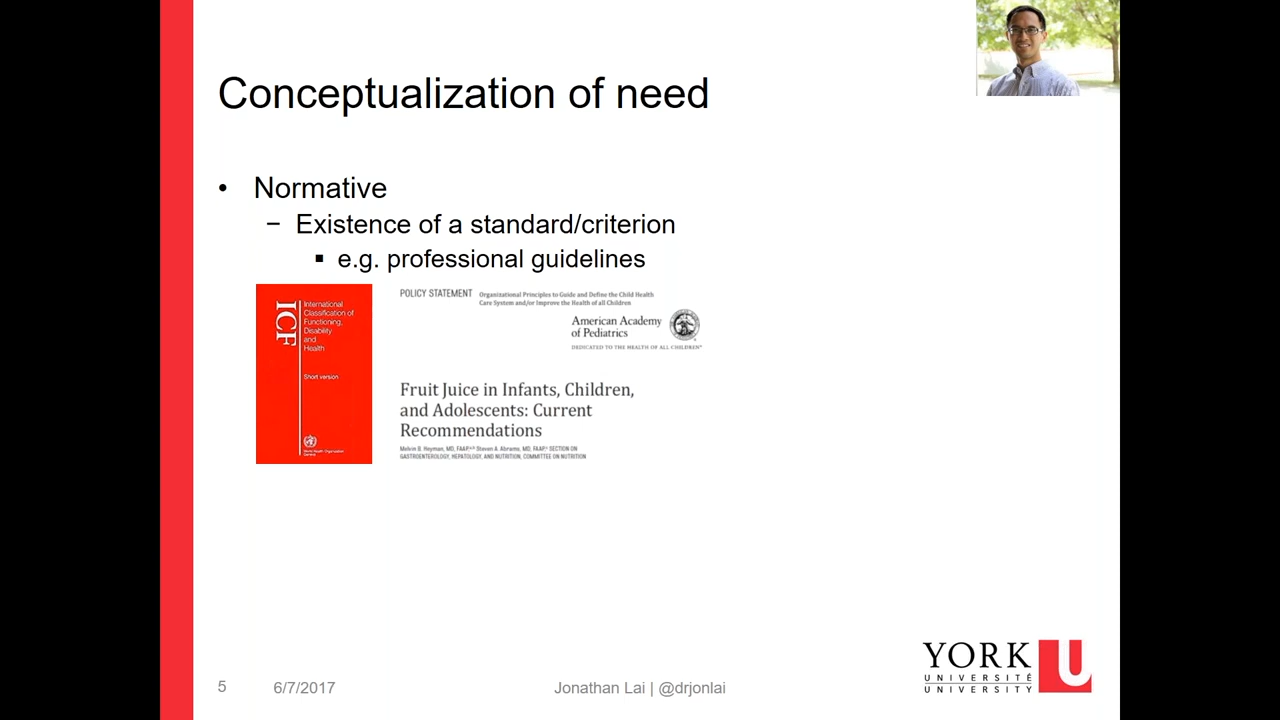 Conceptualization of need
• Normative
− Existence of a standard/criterion
▪ e.g. professional guidelines
ICF
International
Classification of
Functioning,
Disability
and
Health
Short version
World Health Organization
Geneva
POLICY STATEMENT
Organizational Principles to Guide and Define the Child Health
Care System and/or Improve the Health of all Children
American Academy
of Pediatrics
DEDICATED TO THE HEALTH OF ALL CHILDREN
Fruit Juice in Infants, Children,
and Adolescents: Current
Recommendations
Melvin B. Heyman, MD, FAAP, Steven A. Abrams, MD, FAAP, SECTION ON
GASTROENTEROLOGY, HEPATOLOGY, AND NUTRITION, COMMITTEE ON NUTRITION
YORK U
UNIVERSITÉ
UNIVERSITY
5
6/7/2017
Jonathan Lai | @drjonlai